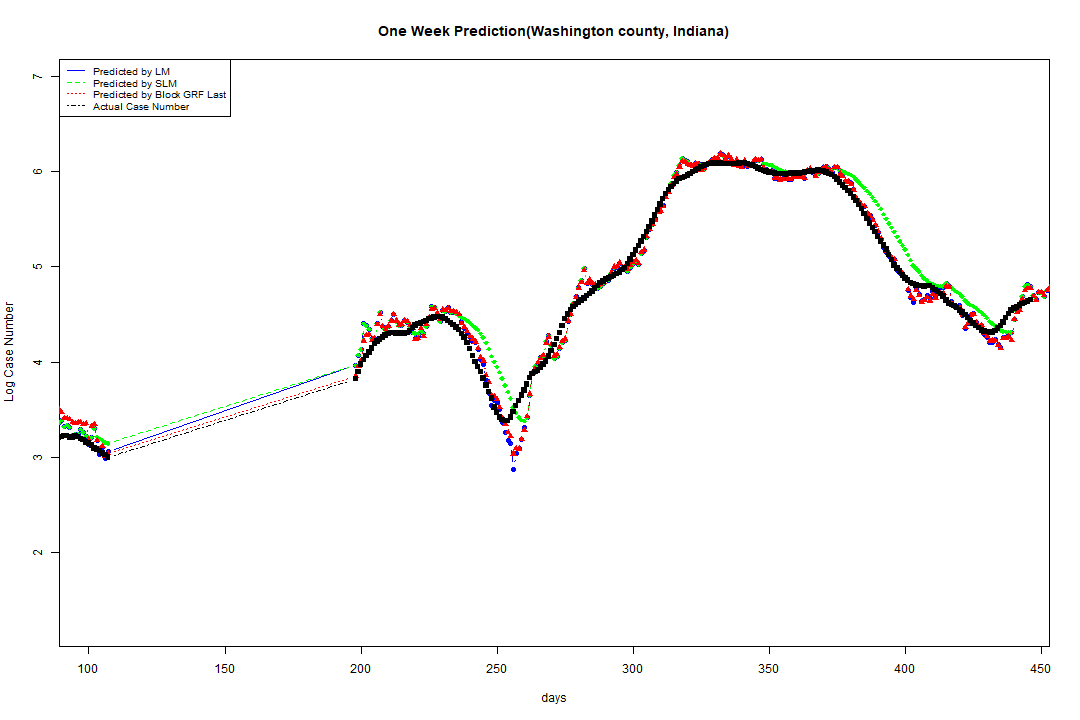 One Week Prediction(Washington county, Indiana)
Predicted by LM
Predicted by SLM
Predicted by Block GRF Last
Actual Case Number
7
6
5
4
3
2
Log Case Number
100 150 200 250 300 350 400 450
days